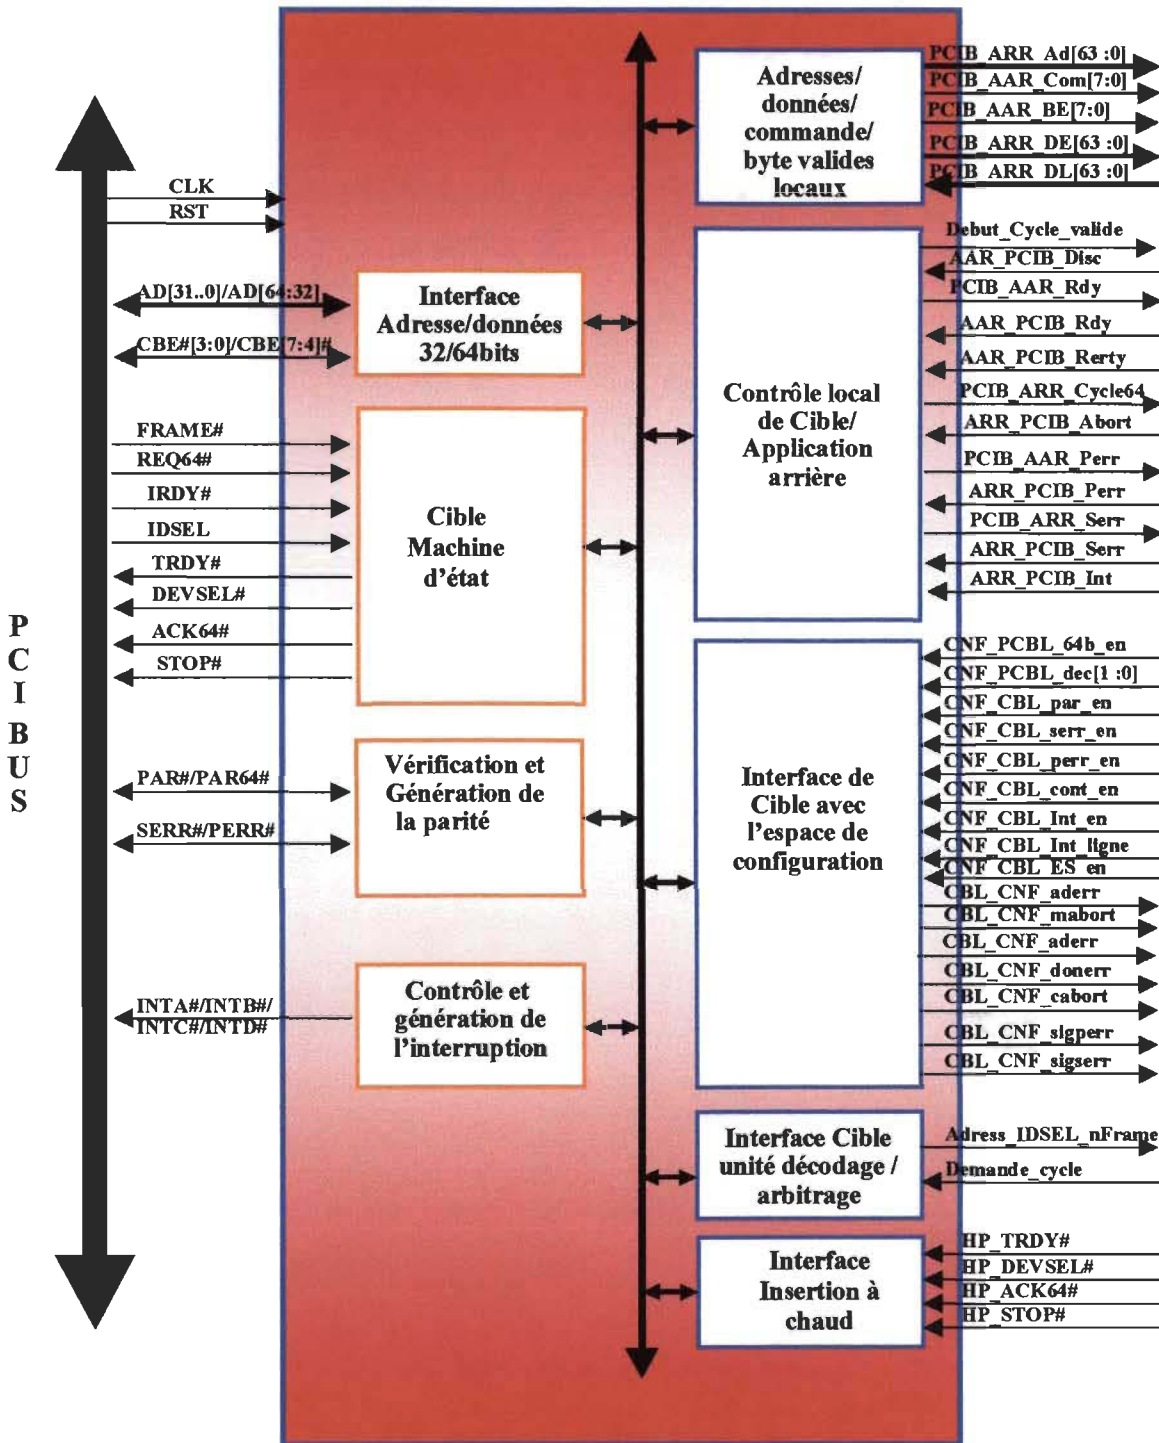 PCI BUS
CLK
RST
AD[31..0]/AD[64:32]
CBE#[3:0]/CBE[7:4]#
FRAME#
REQ64#
IRDY#
IDSEL
TRDY#
DEVSEL#
ACK64#
STOP#
PAR#/PAR64#
SERR#/PERR#
INTA#/INTB#/
INTC#/INTD#
Interface
Adresse/données
32/64bits
Cible
Machine
d'état
Vérification et
Génération de
la parité
Contrôle et
génération de
l'interruption
Adresses/
données/
commande/
byte valides
locaux
Contrôle local
de Cible/
Application
arrière
Interface de
Cible avec
l'espace de
configuration
Interface Cible
unité décodage /
arbitrage
Interface
Insertion à
chaud
PCIB_ARR_Ad[63 :0]
PCIB_AAR_Com[7:0]
PCIB_AAR_BE[7:0]
PCIB_ARR_DE[63 :0]
PCIB_ARR_DL[63 :0]
Debut_Cycle_valide
AAR_PCIB_Disc
PCIB_AAR_Rdy
AAR_PCIB_Rdy
AAR_PCIB_Rerty
PCIB_ARR_Cycle64
ARR_PCIB_Abort
PCIB_AAR_Perr
ARR_PCIB_Perr
PCIB_ARR_Serr
ARR_PCIB_Serr
ARR_PCIB_Int
CNF_PCBL_64b_en
CNF_PCBL_dec[1 :0]
CNF_CBL_par_en
CNF_CBL_serr_en
CNF_CBL_perr_en
CNF_CBL_cont_en
CNF_CBL_Int_en
CNF_CBL_Int_ligne
CNF_CBL_ES_en
CBL_CNF_aderr
CBL_CNF_mabort
CBL_CNF_aderr
CBL_CNF_donerr
CBL_CNF_cabort
CBL_CNF_sigperr
CBL_CNF_sigserr
Adress_IDSEL_nFrame
Demande_cycle
HP_TRDY#
HP_DEVSEL#
HP_ACK64#
HP_STOP#